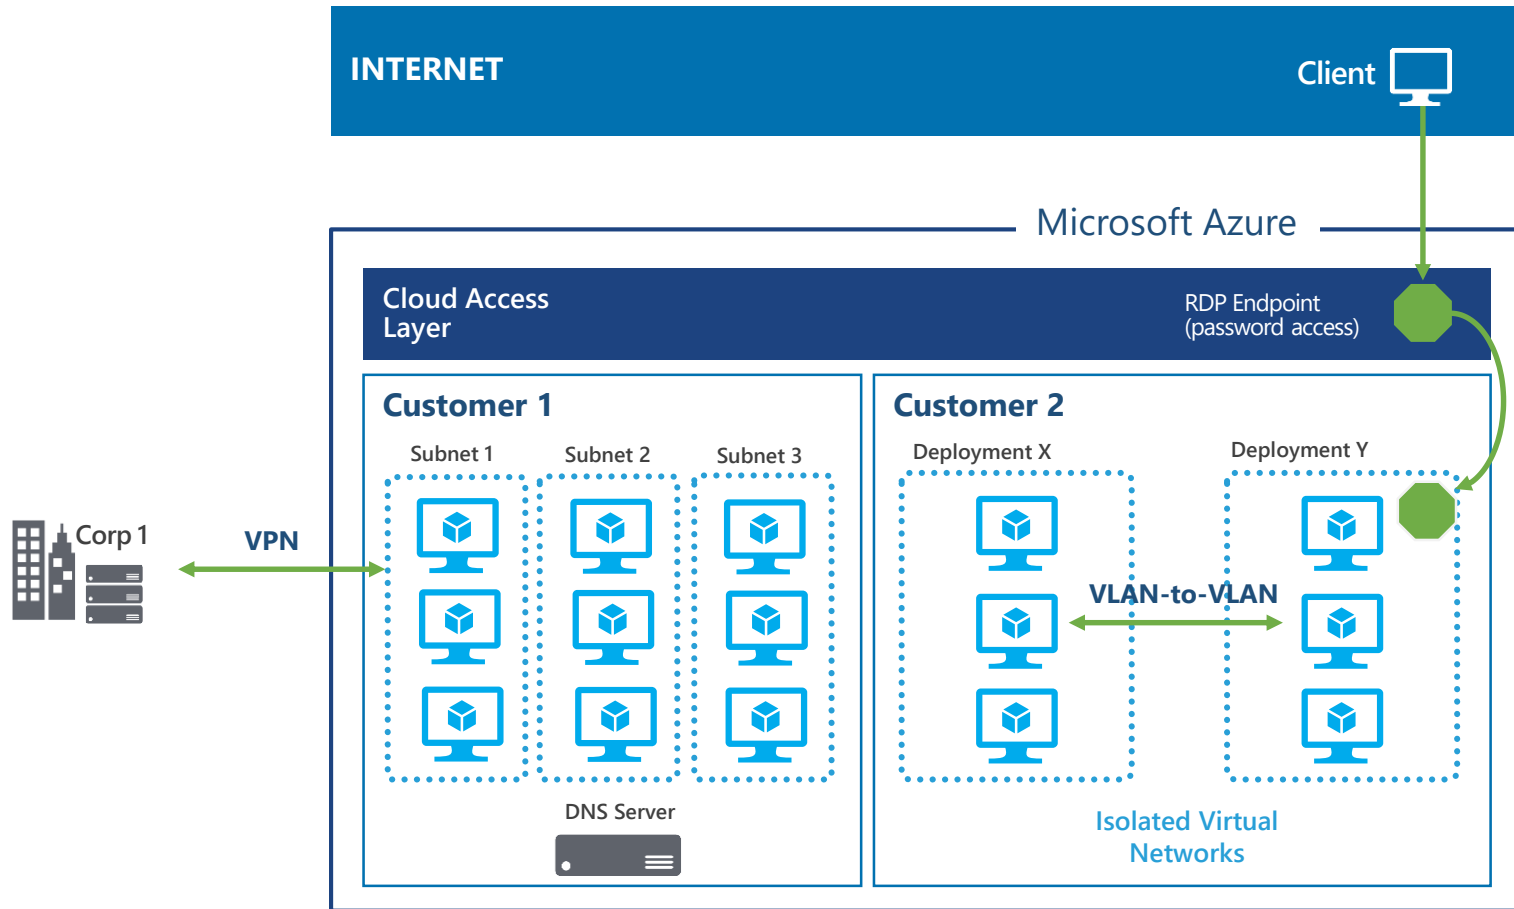 INTERNET
Client
Microsoft Azure
Cloud Access
Layer
RDP Endpoint
(password access)
Customer 1
Subnet 1
Subnet 2
Subnet 3
Customer 2
Deployment X
Deployment Y
Corp 1
VPN
VLAN-to-VLAN
DNS Server
Isolated Virtual
Networks